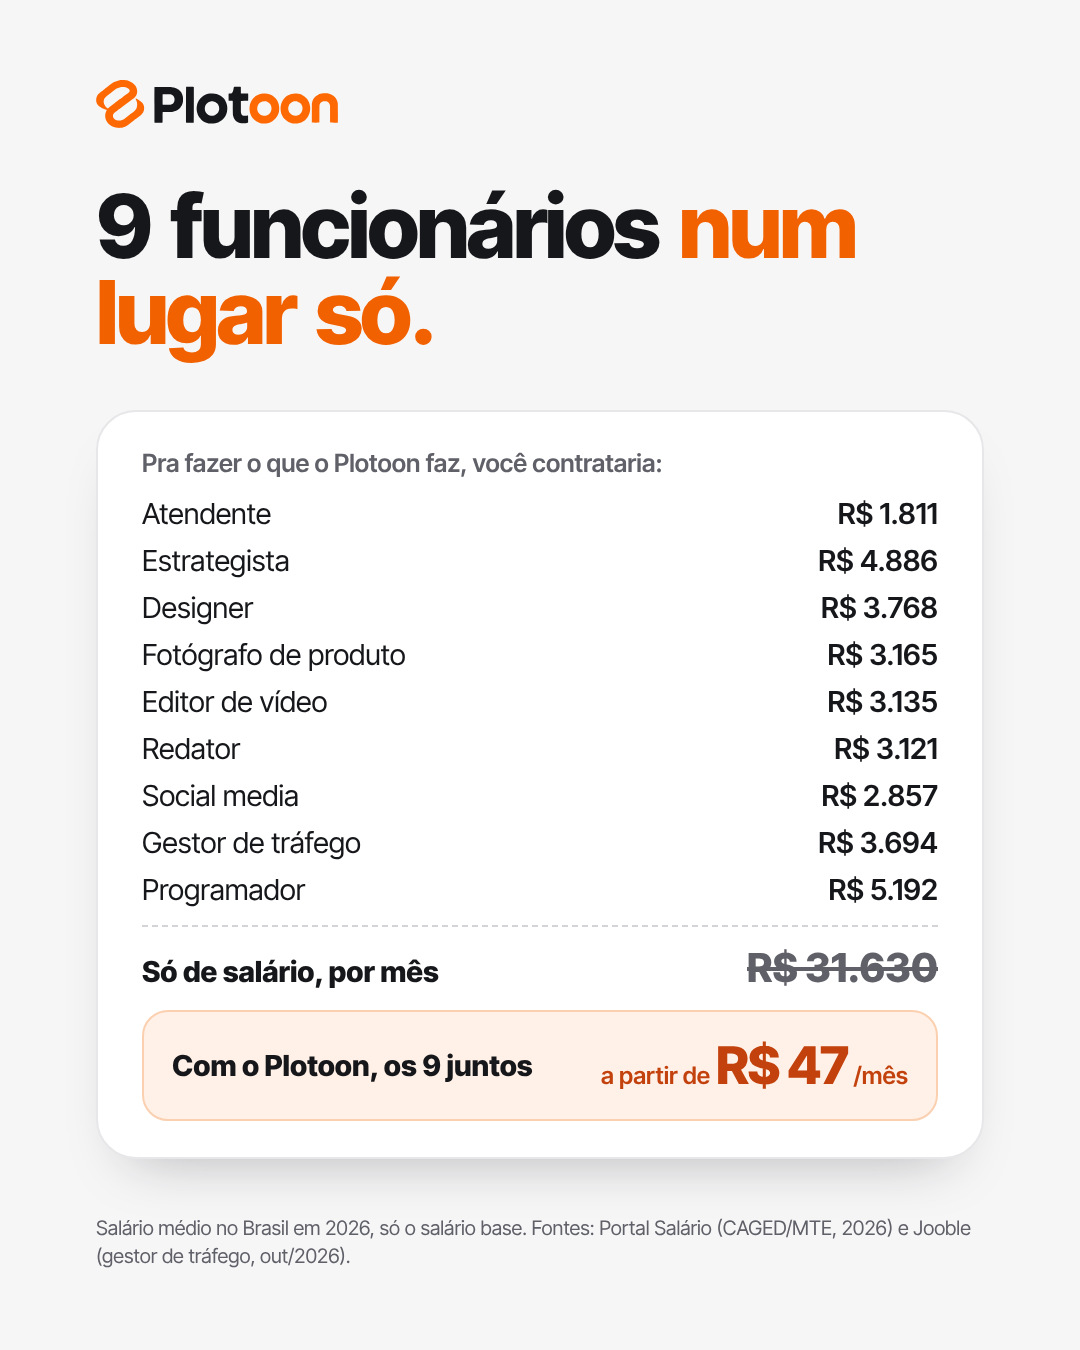 Plotoon
9 funcionários num
lugar só.
Pra fazer o que o Plotoon faz, você contrataria:
Atendente R$ 1.811
Estrategista R$ 4.886
Designer R$ 3.768
Fotógrafo de produto R$ 3.165
Editor de vídeo R$ 3.135
Redator R$ 3.121
Social media R$ 2.857
Gestor de tráfego R$ 3.694
Programador R$ 5.192
Só de salário, por mês R$ 31.630
Com o Plotoon, os 9 juntos a partir de R$ 47 /mês
Salário médio no Brasil em 2026, só o salário base. Fontes: Portal Salário (CAGED/MTE, 2026) e Jooble
(gestor de tráfego, out/2026).